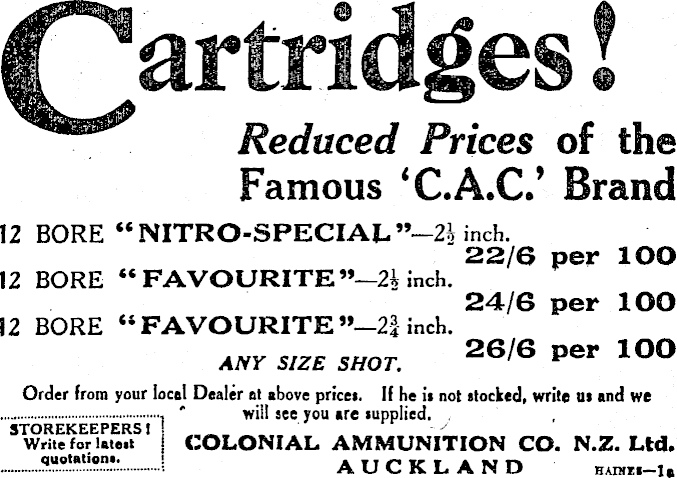 Cartridges!
Reduced Prices of the
Famous 'C.A.C.' Brand
12 BORE "NITRO-SPECIAL"—2½ inch.
22/6 per 100
12 BORE "FAVOURITE"—2½ inch.
24/6 per 100
12 BORE "FAVOURITE"—2¾ inch.
26/6 per 100
ANY SIZE SHOT.
Order from your local Dealer at above prices. If he is not stocked, write us and we
will see you are supplied.
STOREKEEPERS!
Write for latest
quotations.
COLONIAL AMMUNITION CO. N.Z. Ltd.
AUCKLAND
HAINES—1a